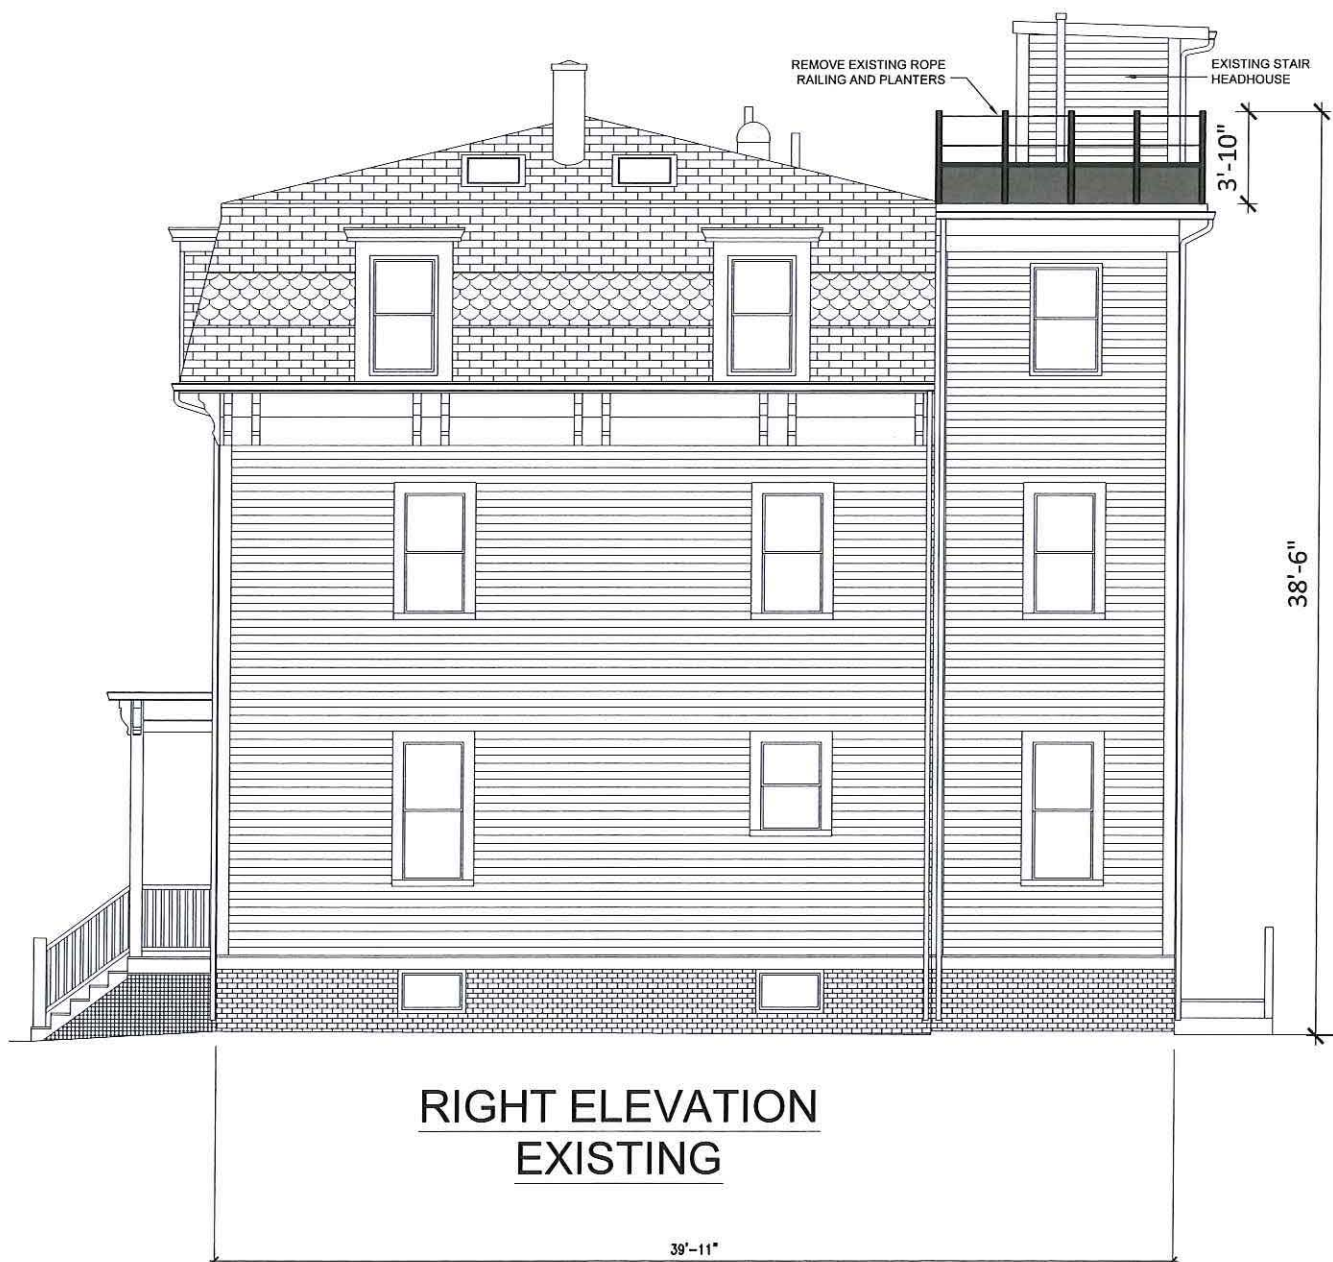 REMOVE EXISTING ROPE
RAILING AND PLANTERS
EXISTING STAIR
HEADHOUSE
3'-10"
38'-6"
RIGHT ELEVATION
EXISTING
39'-11"